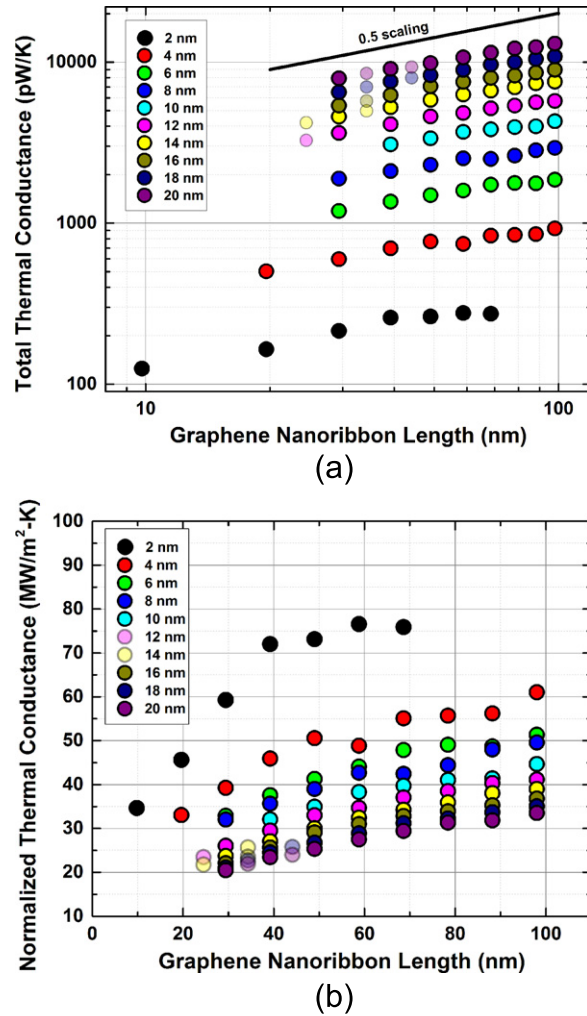 0.5 scaling
10000
1000
100
2 nm
4 nm
6 nm
8 nm
10 nm
12 nm
14 nm
16 nm
18 nm
20 nm
Total Thermal Conductance (pW/K)
10
100
Graphene Nanoribbon Length (nm)
(a)
100
90
80
70
60
50
40
30
20
10
2 nm
4 nm
6 nm
8 nm
10 nm
12 nm
14 nm
16 nm
18 nm
20 nm
Normalized Thermal Conductance (MW/m²-K)
0
20
40
60
80
100
Graphene Nanoribbon Length (nm)
(b)